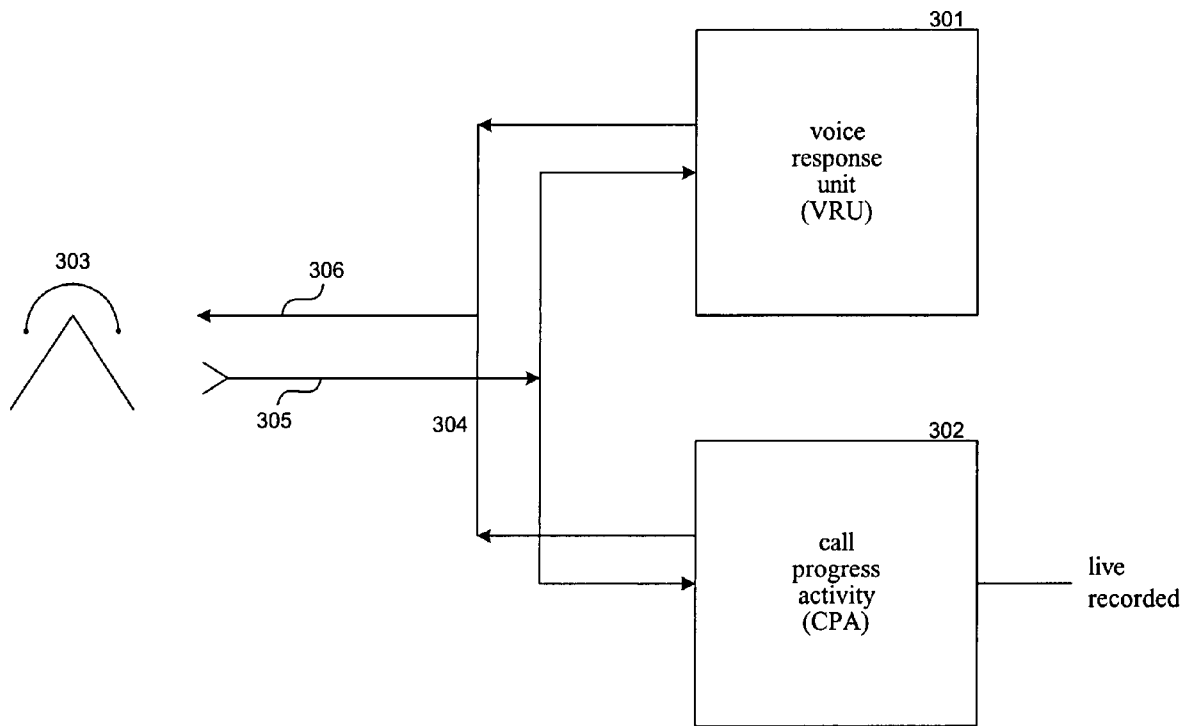 301
voice
response
unit
(VRU)
303
306
305
304
302
call
progress
activity
(CPA)
live
recorded